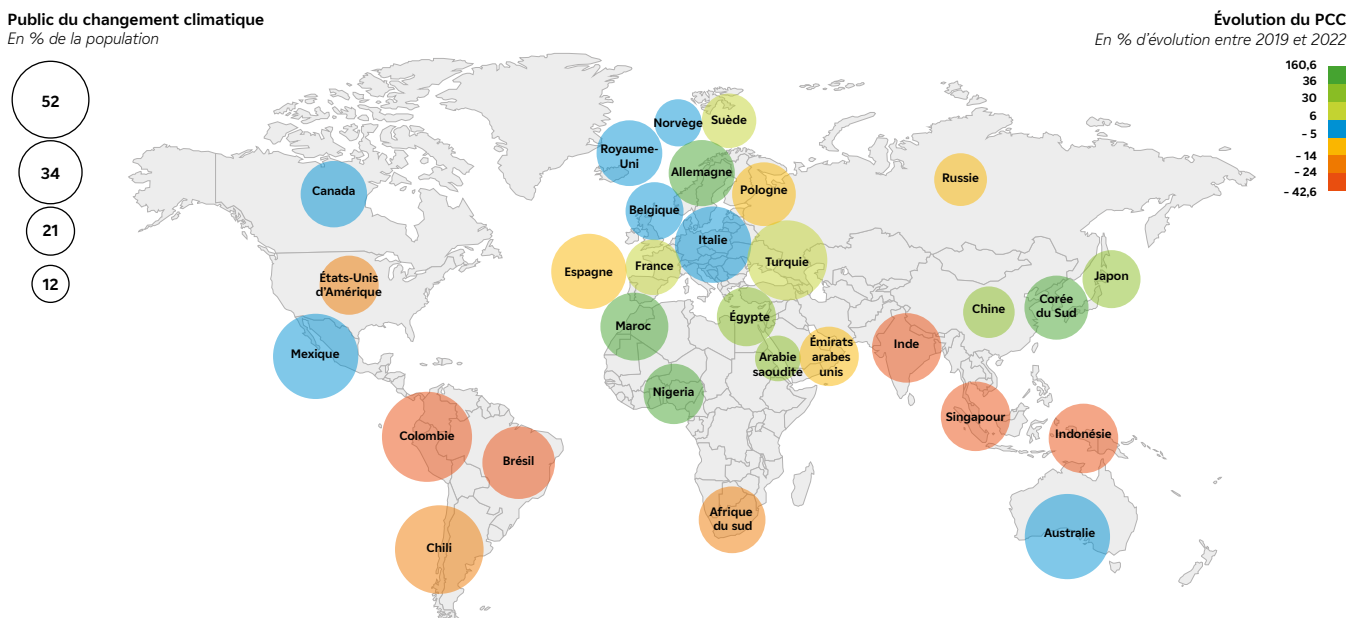 Public du changement climatique
En % de la population
52
34
21
12
Évolution du PCC
En % d'évolution entre 2019 et 2022
160,6
36
30
6
- 5
- 14
- 24
- 42,6
Norvège
Suède
Royaume-
Uni
Allemagne
Canada
Pologne
Russie
Belgique
Italie
Espagne
France
Turquie
États-Unis
d'Amérique
Japon
Chine
Corée
du Sud
Maroc
Égypte
Mexique
Arabie
saoudite
Émirats
arabes
unis
Inde
Nigeria
Singapour
Colombie
Indonésie
Brésil
Afrique
du sud
Australie
Chili